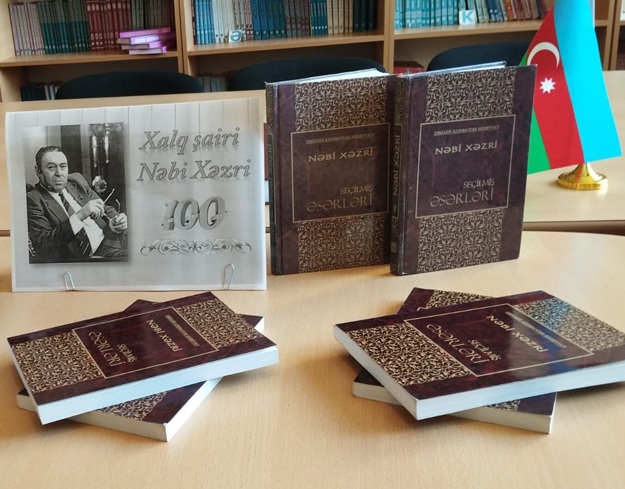 Xalq şairi
Nəbi Xəzri
100
NƏBİ XƏZRİ
SEÇİLMİŞ
ƏSƏRLƏRİ
NƏBİ XƏZRİ
SEÇİLMİŞ
ƏSƏRLƏRİ
NƏBİ XƏZRİ
SEÇİLMİŞ
ƏSƏRLƏRİ
NƏBİ XƏZRİ
SEÇİLMİŞ
ƏSƏRLƏRİ
Ə
K